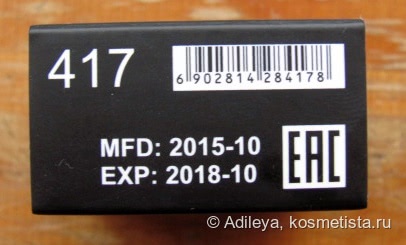 417
6 902814 284178
MFD: 2015-10
EXP: 2018-10
EAC
© Adileya, kosmetista.ru